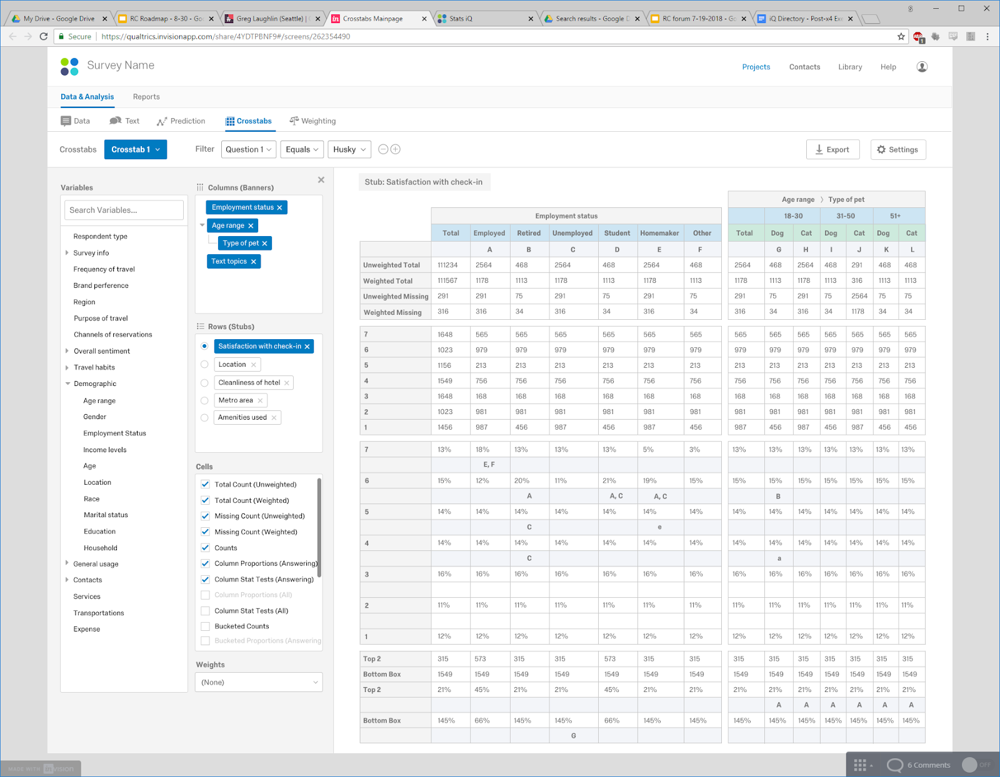 My Drive - Google Drive
RC Roadmap - 8-30 - Go
Greg Laughlin (Seattle) |
Crosstabs Mainpage
Stats iQ
Search results - Google D
RC forum 7-19-2018 - Go
iQ Directory - Post-x4 Exe
Secure https://qualtrics.invisionapp.com/share/4YDTPBNF9#/screens/262354490
Survey Name
Projects Contacts Library Help
Data & Analysis Reports
Data Text Prediction Crosstabs Weighting
Crosstabs Crosstab 1 Filter Question 1 Equals Husky Export Settings
Variables
Search Variables...
Respondent type
Survey info
Frequency of travel
Brand perference
Region
Purpose of travel
Channels of reservations
Overall sentiment
Travel habits
Demographic
Age range
Gender
Employment Status
Income levels
Age
Location
Race
Marital status
Education
Household
General usage
Contacts
Services
Transportations
Expense
Columns (Banners)
Employment status
Age range
Type of pet
Text topics
Rows (Stubs)
Satisfaction with check-in
Location
Cleanliness of hotel
Metro area
Amenities used
Cells
Total Count (Unweighted)
Total Count (Weighted)
Missing Count (Unweighted)
Missing Count (Weighted)
Counts
Column Proportions (Answering)
Column Stat Tests (Answering)
Column Proportions (All)
Column Stat Tests (All)
Bucketed Counts
Bucketed Proportions (Answering
Weights
(None)
Stub: Satisfaction with check-in
Age range > Type of pet
Employment status 18-30 31-50 51+
Total Employed Retired Unemployed Student Homemaker Other Total Dog Cat Dog Cat Dog Cat
A B C D E F G H I J K L
Unweighted Total 111234 2564 468 2564 468 2564 468 2564 468 2564 468 291 468 468
Weighted Total 111567 1178 1113 1178 1113 1178 1113 1178 1113 1178 1113 316 1113 1113
Unweighted Missing 291 291 75 291 75 291 75 291 75 291 75 2564 75 75
Weighted Missing 316 316 34 316 34 316 34 316 34 316 34 1178 34 34
7 1648 565 565 565 565 565 565 565 565 565 565 565 565 565
6 1023 979 979 979 979 979 979 979 979 979 979 979 979 979
5 1156 213 213 213 213 213 213 213 213 213 213 213 213 213
4 1549 756 756 756 756 756 756 756 756 756 756 756 756 756
3 1648 168 168 168 168 168 168 168 168 168 168 168 168 168
2 1023 981 981 981 981 981 981 981 981 981 981 981 981 981
1 1456 987 456 987 456 987 456 987 456 987 456 987 456 456
7 13% 18% 13% 13% 13% 5% 3% 13% 13% 13% 13% 13% 13% 13%
E, F
6 15% 12% 20% 11% 21% 19% 15% 15% 15% 15% 15% 15% 15% 15%
A A, C A, C B
5 14% 14% 14% 14% 14% 14% 14% 14% 14% 14% 14% 14% 14% 14%
C e
4 14% 14% 14% 14% 14% 14% 14% 14% 14% 14% 14% 14% 14% 14%
C a
3 16% 16% 16% 16% 16% 16% 16% 16% 16% 16% 16% 16% 16% 16%
2 11% 11% 11% 11% 11% 11% 11% 11% 11% 11% 11% 11% 11% 11%
1 12% 12% 12% 12% 12% 12% 12% 12% 12% 12% 12% 12% 12% 12%
Top 2 315 573 315 315 573 315 315 315 315 315 315 315 315 315
Bottom Box 1549 1549 1549 1549 1549 1549 1549 1549 1549 1549 1549 1549 1549 1549
Top 2 21% 45% 21% 21% 45% 21% 21% 21% 21% 21% 21% 21% 21% 21%
A A A A A A
Bottom Box 145% 66% 145% 145% 66% 145% 145% 145% 145% 145% 145% 145% 145% 145%
G
MADE WITH invision
6 Comments OFF